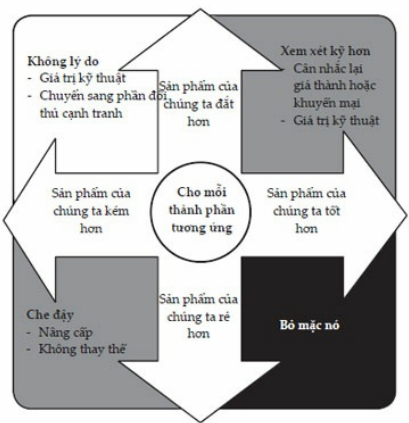 Không lý do
- Giá trị kỹ thuật
- Chuyển sang phần đối
thủ cạnh tranh
Sản phẩm của
chúng ta đắt
hơn
Xem xét kỹ hơn
- Cân nhắc lại
giá thành hoặc
khuyến mại
- Giá trị kỹ thuật
Sản phẩm của
chúng ta kém
hơn
Cho mỗi
thành phần
tương ứng
Sản phẩm của
chúng ta tốt
hơn
Che đậy
- Nâng cấp
- Không thay thế
Sản phẩm của
chúng ta rẻ
hơn
Bỏ mặc nó